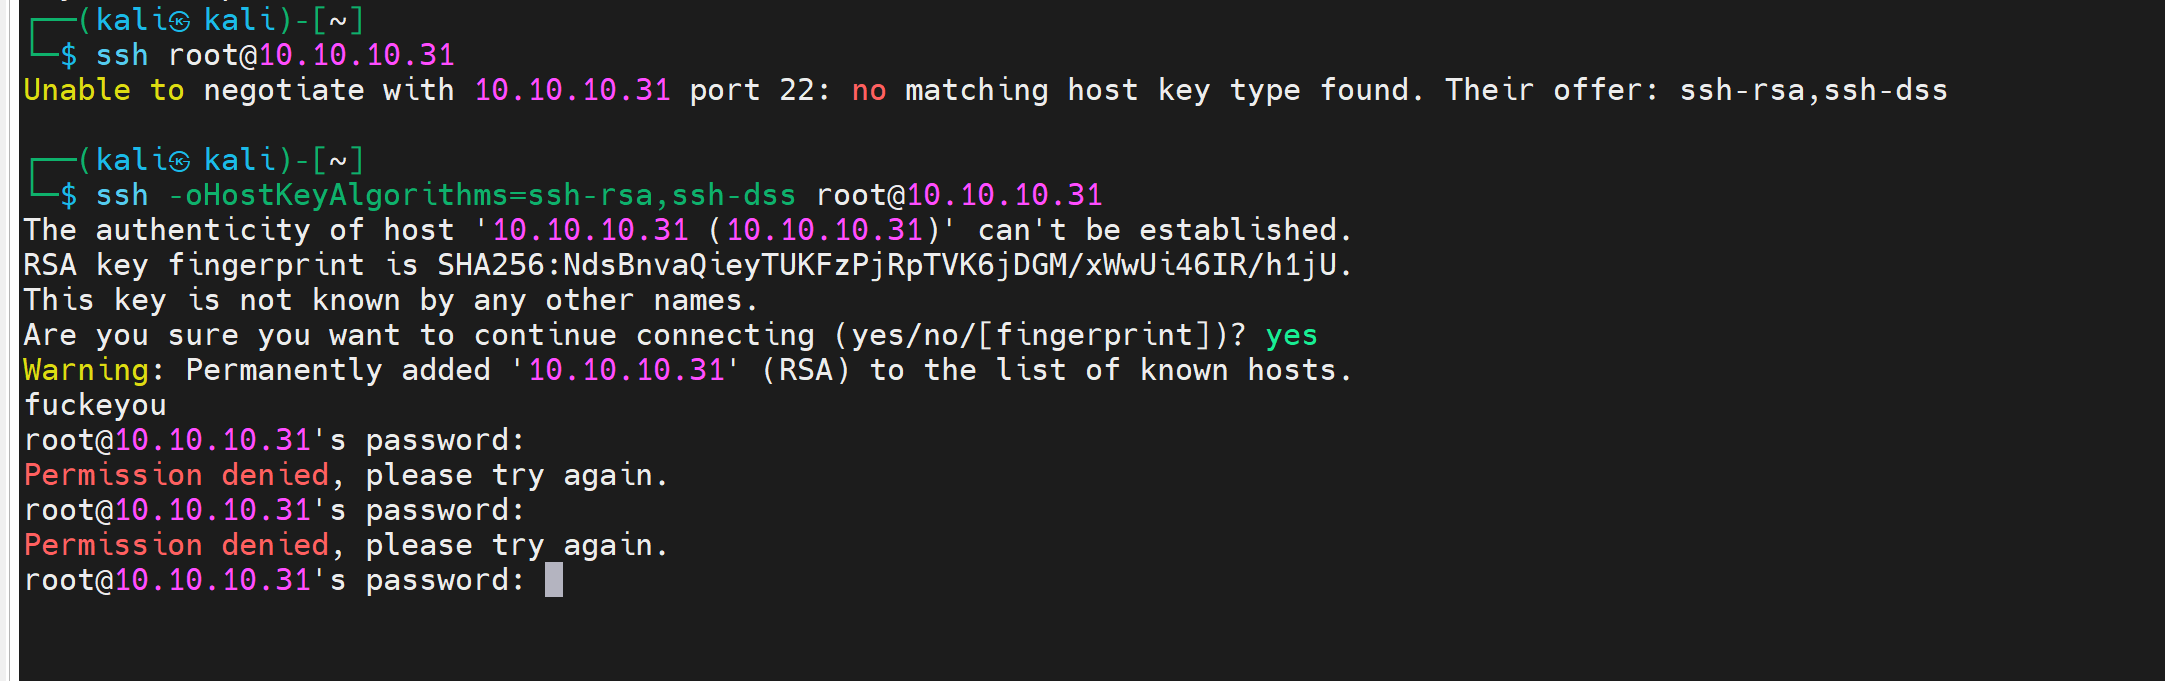 ┌──(kali㉿ kali)-[~]
└─$ ssh root@10.10.10.31
Unable to negotiate with 10.10.10.31 port 22: no matching host key type found. Their offer: ssh-rsa,ssh-dss
┌──(kali㉿ kali)-[~]
└─$ ssh -oHostKeyAlgorithms=ssh-rsa,ssh-dss root@10.10.10.31
The authenticity of host '10.10.10.31 (10.10.10.31)' can't be established.
RSA key fingerprint is SHA256:NdsBnvaQieyTUKFzPjRpTVK6jDGM/xWwUi46IR/h1jU.
This key is not known by any other names.
Are you sure you want to continue connecting (yes/no/[fingerprint])? yes
Warning: Permanently added '10.10.10.31' (RSA) to the list of known hosts.
fuckeyou
root@10.10.10.31's password:
Permission denied, please try again.
root@10.10.10.31's password:
Permission denied, please try again.
root@10.10.10.31's password: